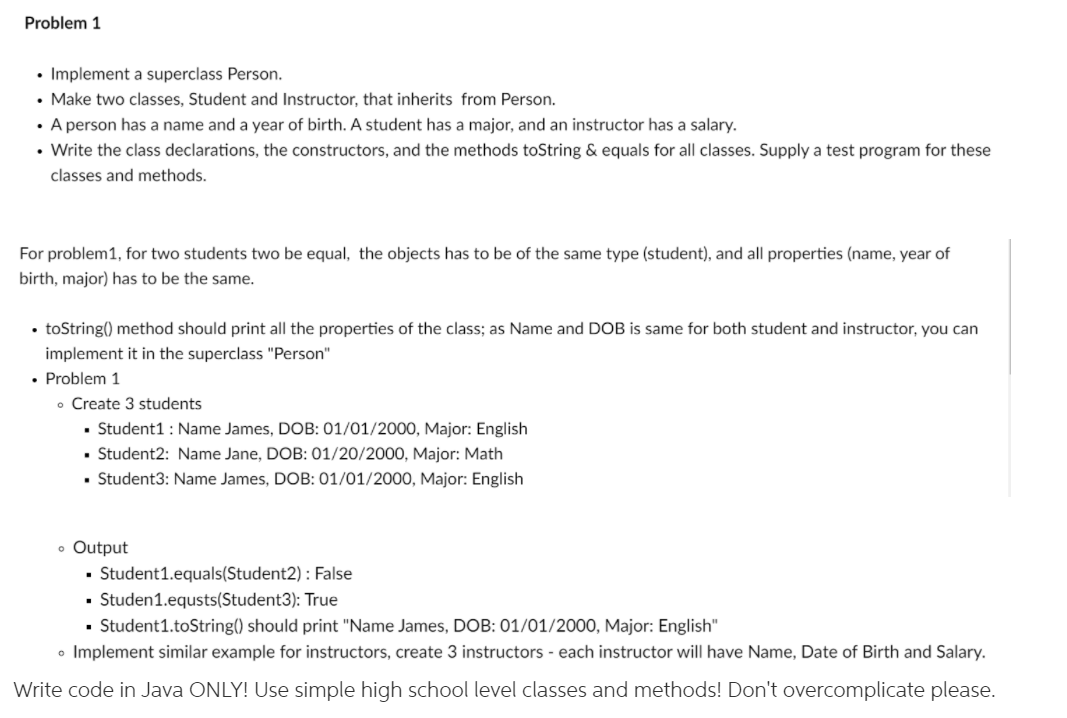 Problem 1
• Implement a superclass Person.
• Make two classes, Student and Instructor, that inherits from Person.
• A person has a name and a year of birth. A student has a major, and an instructor has a salary.
• Write the class declarations, the constructors, and the methods toString & equals for all classes. Supply a test program for these
classes and methods.
For problem1, for two students two be equal, the objects has to be of the same type (student), and all properties (name, year of
birth, major) has to be the same.
• toString() method should print all the properties of the class; as Name and DOB is same for both student and instructor, you can
implement it in the superclass "Person"
• Problem 1
◦ Create 3 students
▪ Student1 : Name James, DOB: 01/01/2000, Major: English
▪ Student2: Name Jane, DOB: 01/20/2000, Major: Math
▪ Student3: Name James, DOB: 01/01/2000, Major: English
◦ Output
▪ Student1.equals(Student2) : False
▪ Studen1.equsts(Student3): True
▪ Student1.toString() should print "Name James, DOB: 01/01/2000, Major: English"
◦ Implement similar example for instructors, create 3 instructors - each instructor will have Name, Date of Birth and Salary.
Write code in Java ONLY! Use simple high school level classes and methods! Don't overcomplicate please.